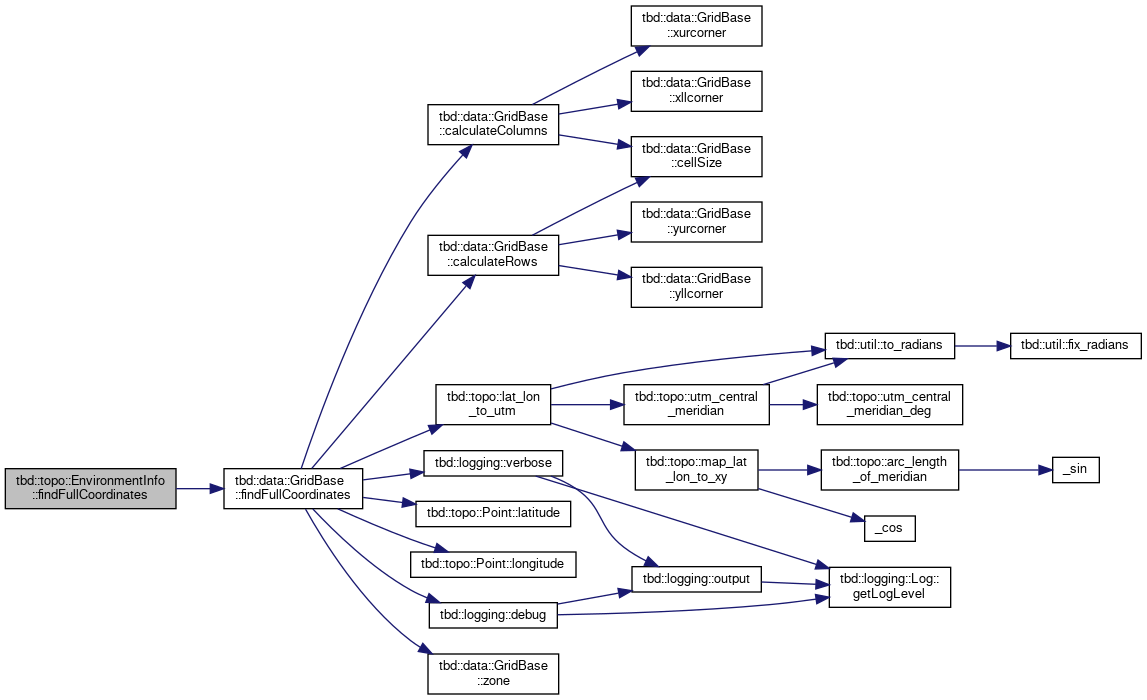 tbd::topo::EnvironmentInfo
::findFullCoordinates
tbd::data::GridBase
::findFullCoordinates
tbd::data::GridBase
::calculateColumns
tbd::data::GridBase
::xurcorner
tbd::data::GridBase
::xllcorner
tbd::data::GridBase
::cellSize
tbd::data::GridBase
::calculateRows
tbd::data::GridBase
::yurcorner
tbd::data::GridBase
::yllcorner
tbd::topo::lat_lon
_to_utm
tbd::util::to_radians
tbd::util::fix_radians
tbd::topo::utm_central
_meridian
tbd::topo::utm_central
_meridian_deg
tbd::topo::map_lat
_lon_to_xy
tbd::topo::arc_length
_of_meridian
_sin
_cos
tbd::logging::verbose
tbd::topo::Point::latitude
tbd::topo::Point::longitude
tbd::logging::output
tbd::logging::Log::
getLogLevel
tbd::logging::debug
tbd::data::GridBase
::zone